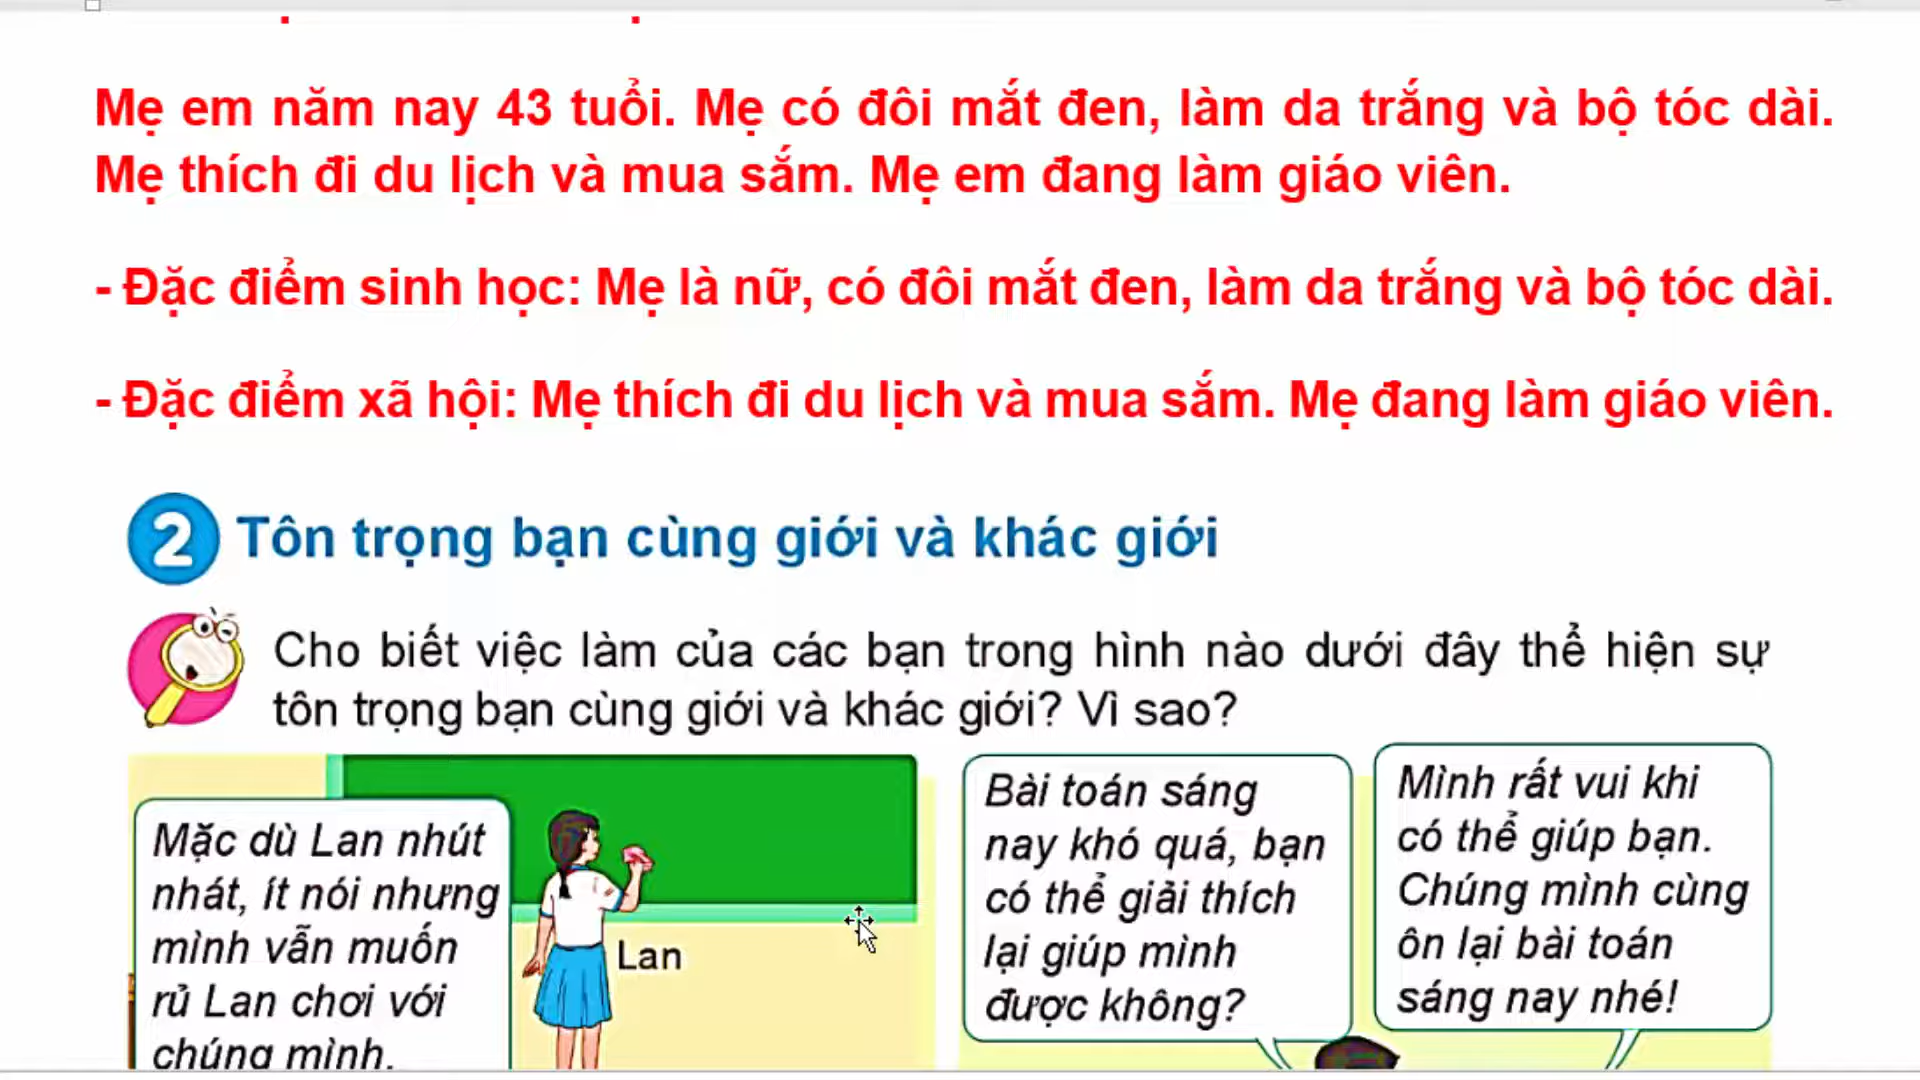 Mẹ em năm nay 43 tuổi. Mẹ có đôi mắt đen, làm da trắng và bộ tóc dài.
Mẹ thích đi du lịch và mua sắm. Mẹ em đang làm giáo viên.
- Đặc điểm sinh học: Mẹ là nữ, có đôi mắt đen, làm da trắng và bộ tóc dài.
- Đặc điểm xã hội: Mẹ thích đi du lịch và mua sắm. Mẹ đang làm giáo viên.
2 Tôn trọng bạn cùng giới và khác giới
Cho biết việc làm của các bạn trong hình nào dưới đây thể hiện sự
tôn trọng bạn cùng giới và khác giới? Vì sao?
Mặc dù Lan nhút
nhát, ít nói nhưng
mình vẫn muốn
rủ Lan chơi với
chúng mình.
Lan
Bài toán sáng
nay khó quá, bạn
có thể giải thích
lại giúp mình
được không?
Mình rất vui khi
có thể giúp bạn.
Chúng mình cùng
ôn lại bài toán
sáng nay nhé!